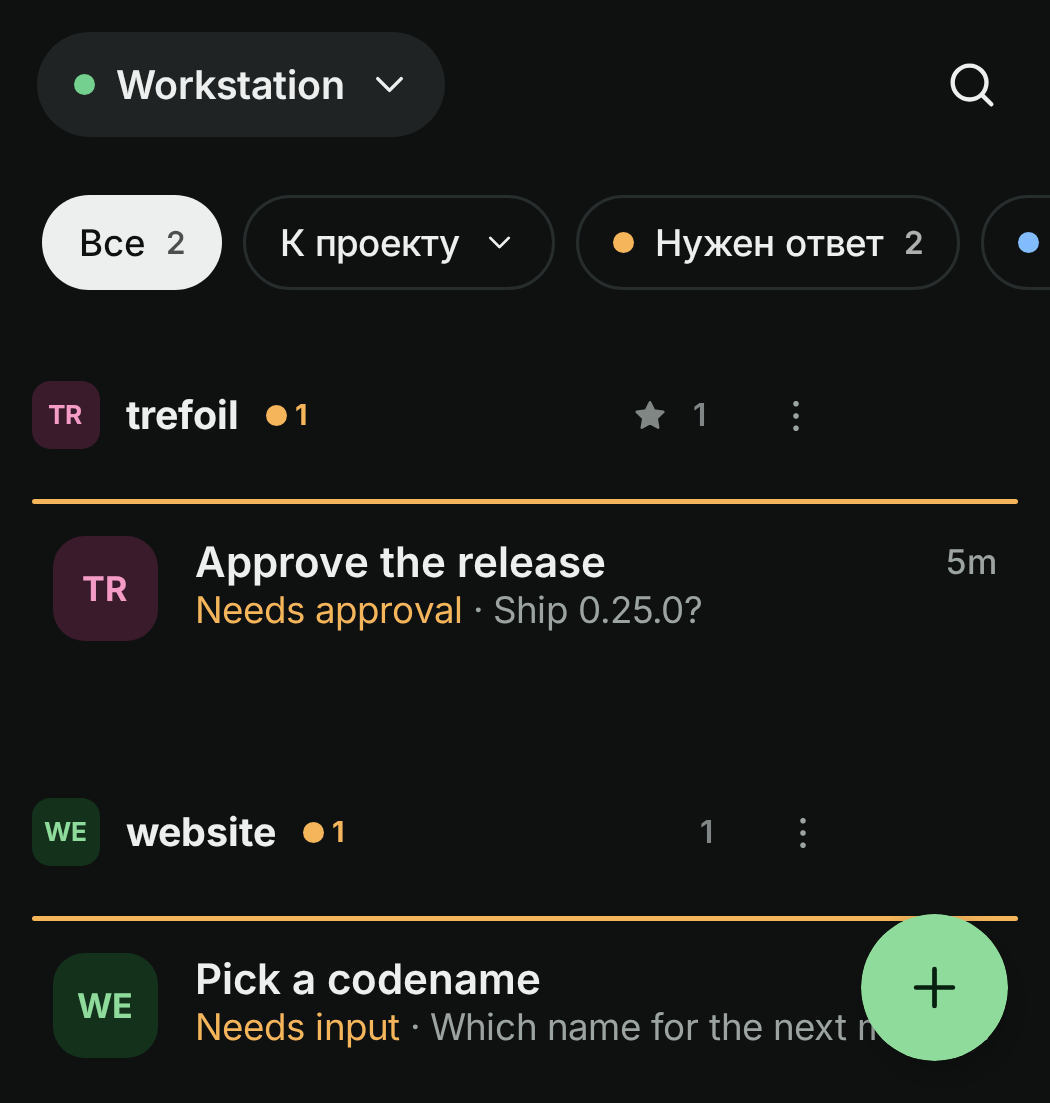 Workstation
Все 2 К проекту Нужен ответ 2
TR trefoil 1 1
TR Approve the release 5m
Needs approval · Ship 0.25.0?
WE website 1 1
WE Pick a codename
Needs input · Which name for the next